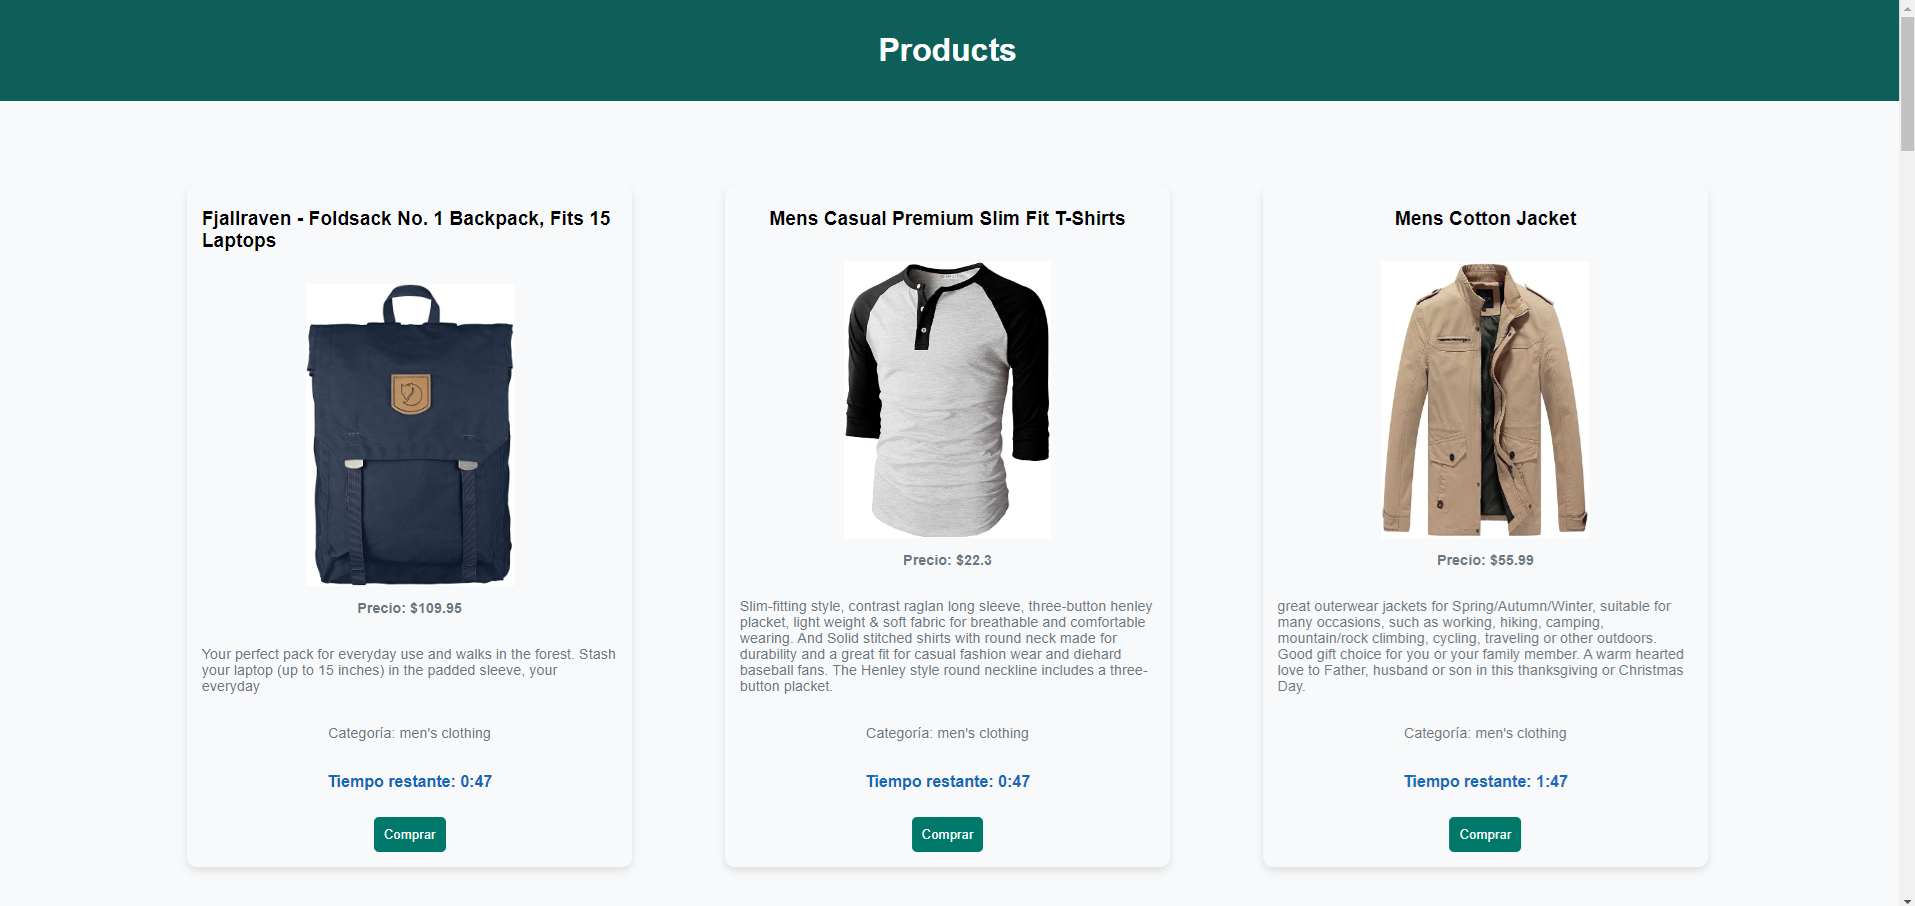 Products
Fjallraven - Foldsack No. 1 Backpack, Fits 15
Laptops
Precio: $109.95
Your perfect pack for everyday use and walks in the forest. Stash
your laptop (up to 15 inches) in the padded sleeve, your
everyday
Categoría: men's clothing
Tiempo restante: 0:47
Comprar
Mens Casual Premium Slim Fit T-Shirts
Precio: $22.3
Slim-fitting style, contrast raglan long sleeve, three-button henley
placket, light weight & soft fabric for breathable and comfortable
wearing. And Solid stitched shirts with round neck made for
durability and a great fit for casual fashion wear and diehard
baseball fans. The Henley style round neckline includes a three-
button placket.
Categoría: men's clothing
Tiempo restante: 0:47
Comprar
Mens Cotton Jacket
Precio: $55.99
great outerwear jackets for Spring/Autumn/Winter, suitable for
many occasions, such as working, hiking, camping,
mountain/rock climbing, cycling, traveling or other outdoors.
Good gift choice for you or your family member. A warm hearted
love to Father, husband or son in this thanksgiving or Christmas
Day.
Categoría: men's clothing
Tiempo restante: 1:47
Comprar